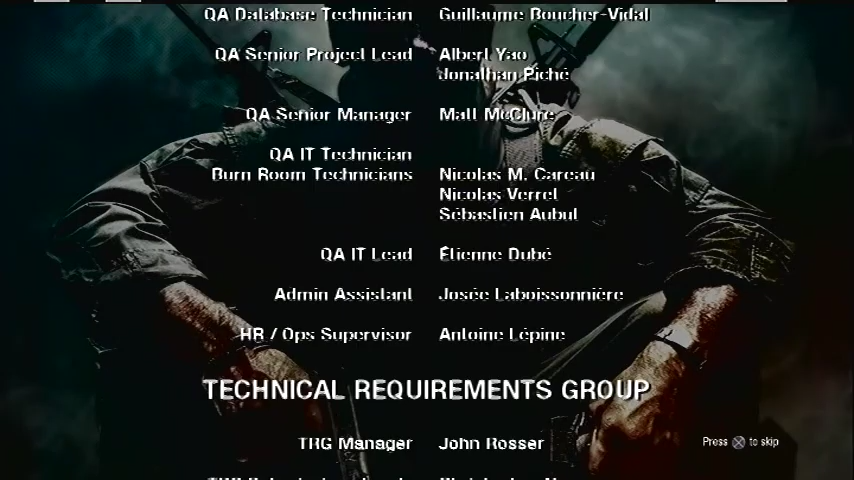 QA Database Technician Guillaume Boucher-Vidal
QA Senior Project Lead Albert Yao
Jonathan Piché
QA Senior Manager Matt McClure
QA IT Technician
Burn Room Technicians Nicolas M. Careau
Nicolas Verret
Sébastien Aubut
QA IT Lead Étienne Dubé
Admin Assistant Josée Laboissonnière
HR / Ops Supervisor Antoine Lépine
TECHNICAL REQUIREMENTS GROUP
TRG Manager John Rosser
Press to skip